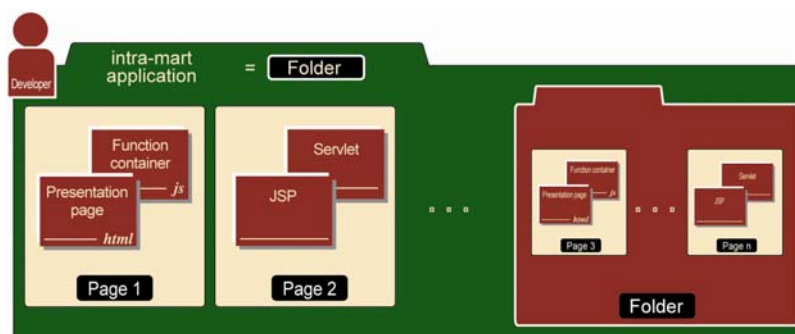 Developer
intra-mart
application
=
Folder
Function
container
js
Presentation
page
html
Page 1
Servlet
JSP
Page 2
Function container
js
Presentation page
html
Page 3
Servlet
JSP
Page n
Folder